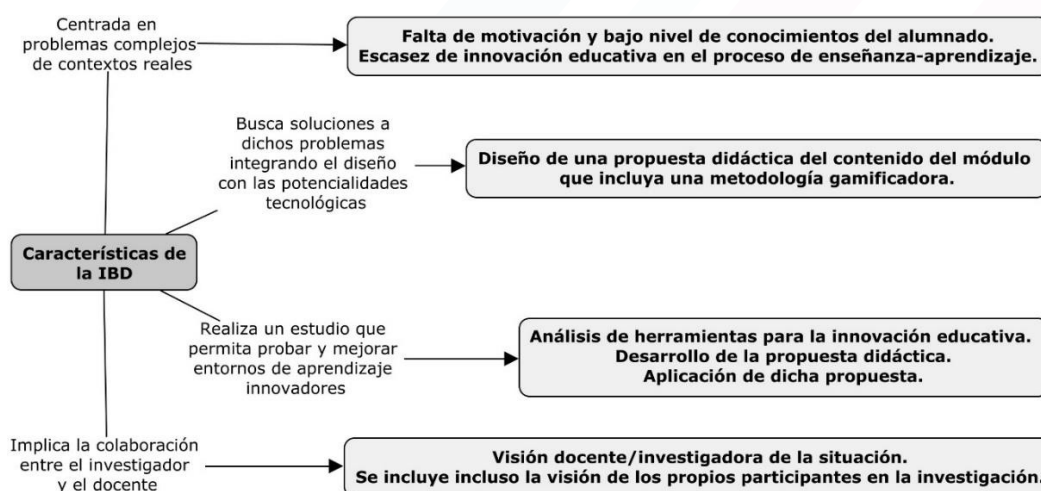 Centrada en
problemas complejos
de contextos reales
Falta de motivación y bajo nivel de conocimientos del alumnado.
Escasez de innovación educativa en el proceso de enseñanza-aprendizaje.
Busca soluciones a
dichos problemas
integrando el diseño
con las potencialidades
tecnológicas
Diseño de una propuesta didáctica del contenido del módulo
que incluya una metodología gamificadora.
Características de
la IBD
Realiza un estudio que
permita probar y mejorar
entornos de aprendizaje
innovadores
Análisis de herramientas para la innovación educativa.
Desarrollo de la propuesta didáctica.
Aplicación de dicha propuesta.
Implica la colaboración
entre el investigador
y el docente
Visión docente/investigadora de la situación.
Se incluye incluso la visión de los propios participantes en la investigación.